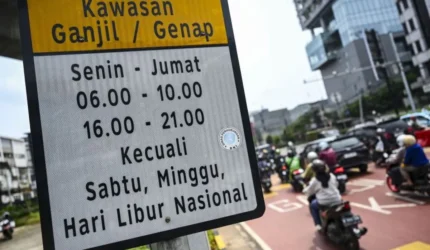 Kawasan
Ganjil / Genap
Senin - Jumat
06.00 - 10.00
16.00 - 21.00
Kecuali
Sabtu, Minggu,
Hari Libur Nasional